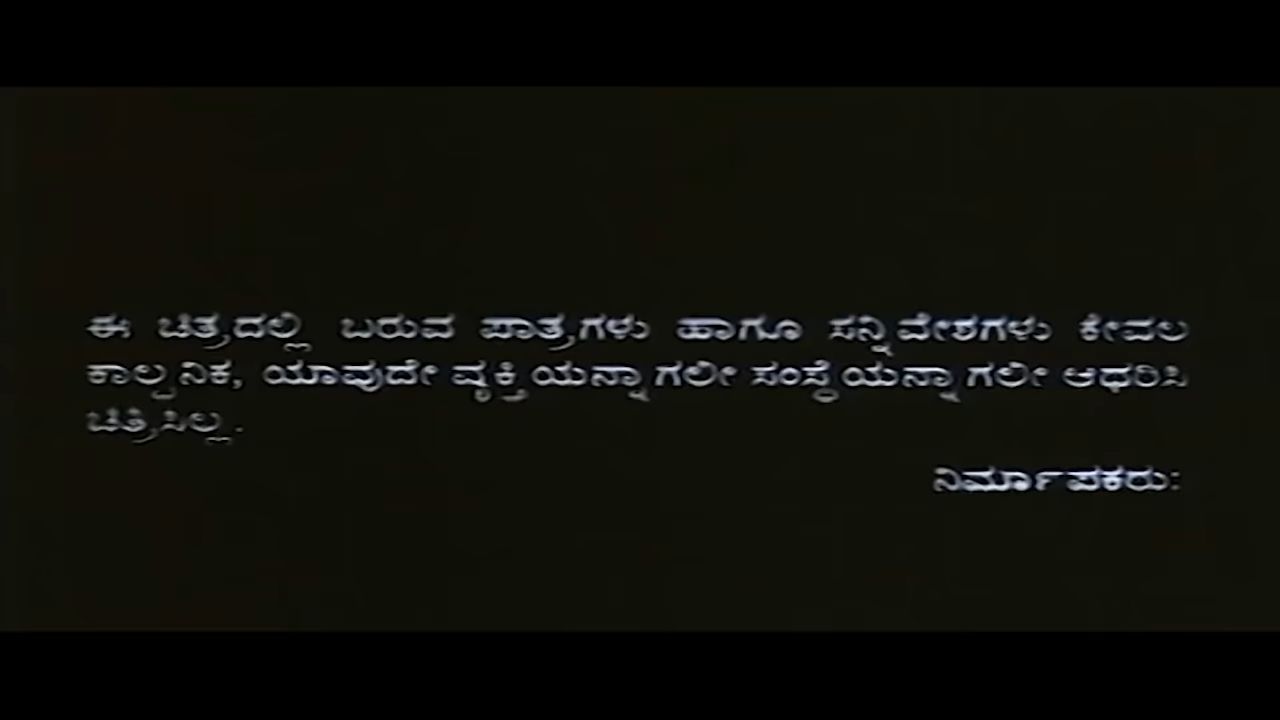 ಈ ಚಿತ್ರದಲ್ಲಿ ಬರುವ ಪಾತ್ರಗಳು ಹಾಗೂ ಸನ್ನಿವೇಶಗಳು ಕೇವಲ
ಕಾಲ್ಪನಿಕ, ಯಾವುದೇ ವ್ಯಕ್ತಿಯನ್ನಾಗಲೀ ಸಂಸ್ಥೆಯನ್ನಾಗಲೀ ಆಧರಿಸಿ
ಚಿತ್ರಿಸಿಲ್ಲ.
ನಿರ್ಮಾಪಕರು: